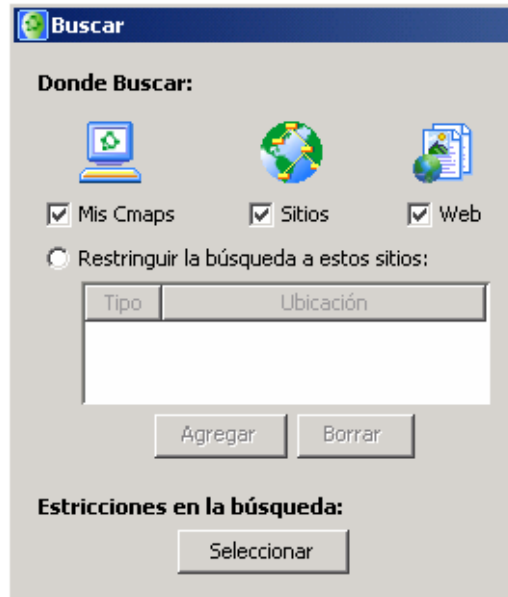 Buscar
Donde Buscar:
Mis Cmaps Sitios Web
Restringuir la búsqueda a estos sitios:
Tipo Ubicación
Agregar Borrar
Estricciones en la búsqueda:
Seleccionar